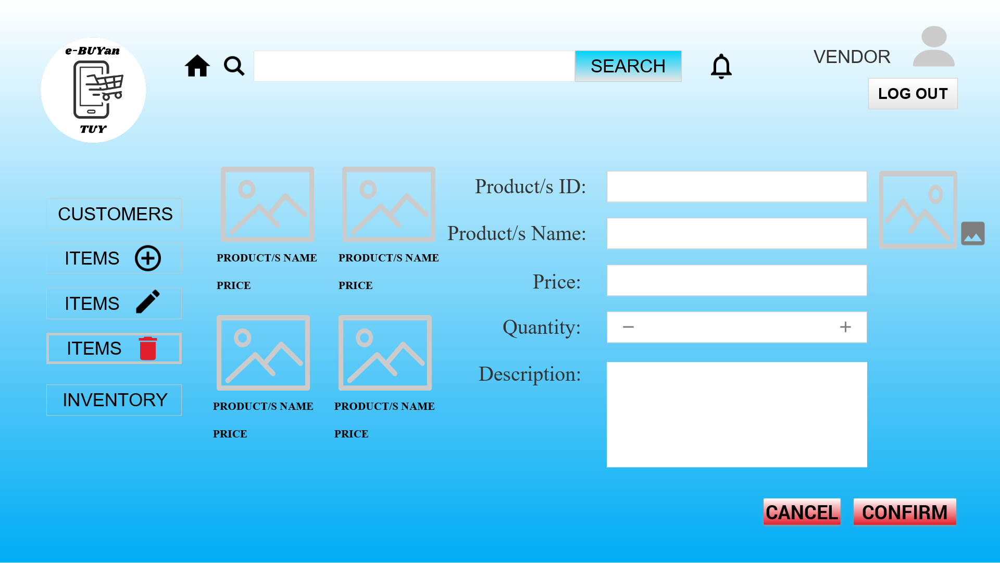 e-BUYan
TUY
SEARCH
VENDOR
LOG OUT
CUSTOMERS
ITEMS
ITEMS
ITEMS
INVENTORY
PRODUCT/S NAME
PRICE
PRODUCT/S NAME
PRICE
PRODUCT/S NAME
PRICE
PRODUCT/S NAME
PRICE
Product/s ID:
Product/s Name:
Price:
Quantity:
Description:
CANCEL
CONFIRM